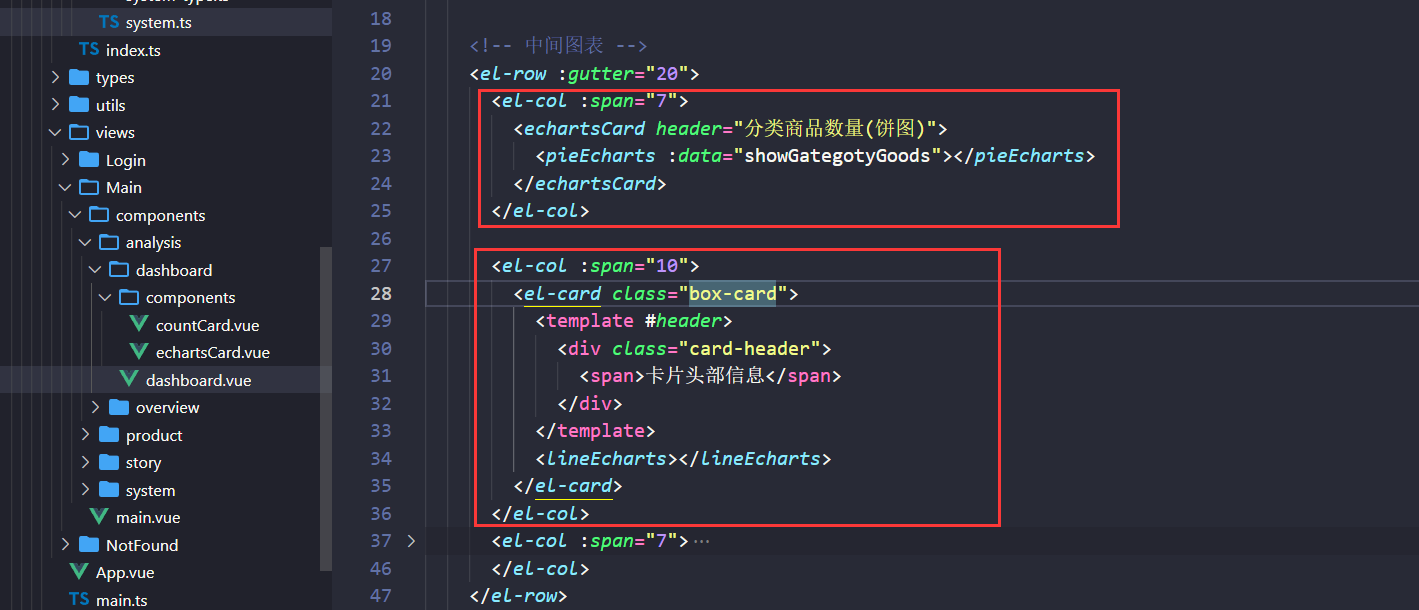 system.ts
index.ts
types
utils
views
Login
Main
components
analysis
dashboard
components
countCard.vue
echartsCard.vue
dashboard.vue
overview
product
story
system
main.vue
NotFound
App.vue
main.ts
18
19 <!-- 中间图表 -->
20 <el-row :gutter="20">
21 <el-col :span="7">
22 <echartsCard header="分类商品数量(饼图)">
23 <pieEcharts :data="showGategotyGoods"></pieEcharts>
24 </echartsCard>
25 </el-col>
26
27 <el-col :span="10">
28 <el-card class="box-card">
29 <template #header>
30 <div class="card-header">
31 <span>卡片头部信息</span>
32 </div>
33 </template>
34 <lineEcharts></lineEcharts>
35 </el-card>
36 </el-col>
37 <el-col :span="7">⋯
46 </el-col>
47 </el-row>